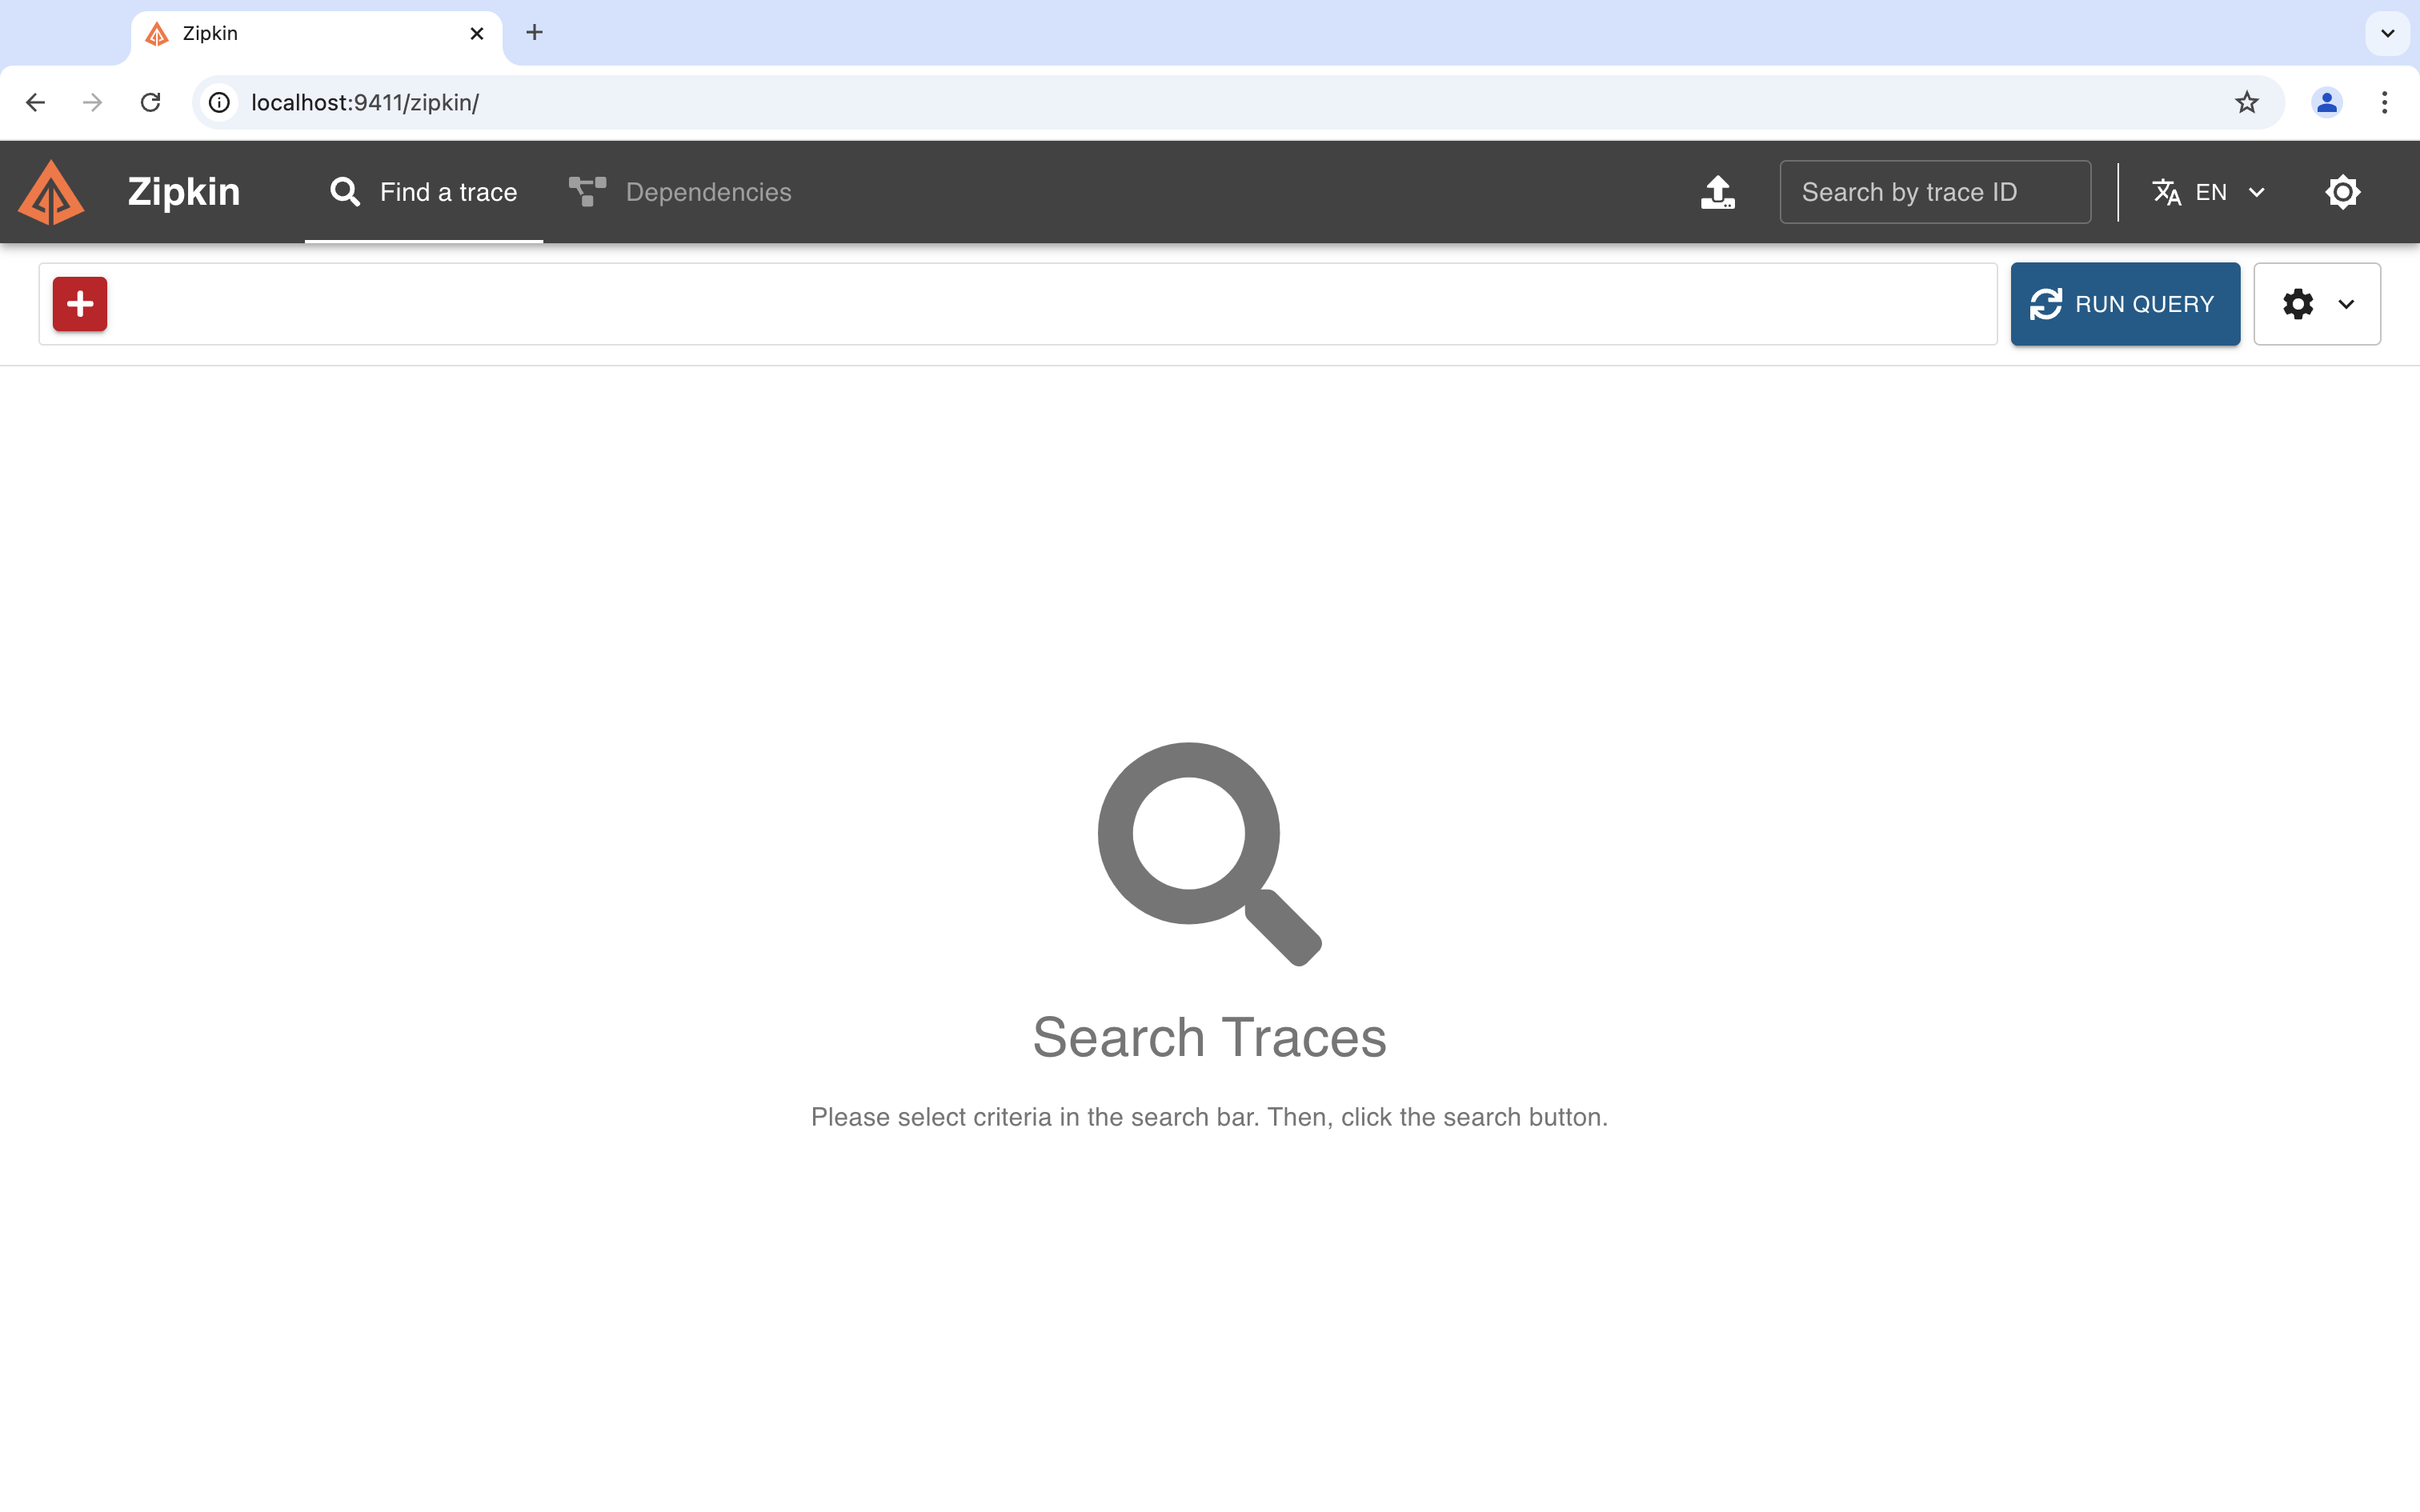 Zipkin
localhost:9411/zipkin/
Zipkin
Find a trace
Dependencies
Search by trace ID
EN
RUN QUERY
Search Traces
Please select criteria in the search bar. Then, click the search button.